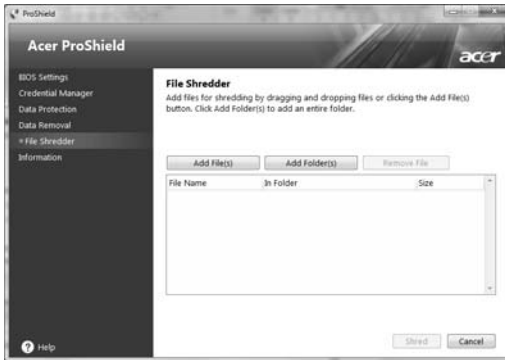 ProShield
Acer ProShield
acer
BIOS Settings
Credential Manager
Data Protection
Data Removal
File Shredder
Information
Help
File Shredder
Add files for shredding by dragging and dropping files or clicking the Add File(s)
button. Click Add Folder(s) to add an entire folder.
Add File(s) Add Folder(s) Remove File
File Name In Folder Size
Shred Cancel